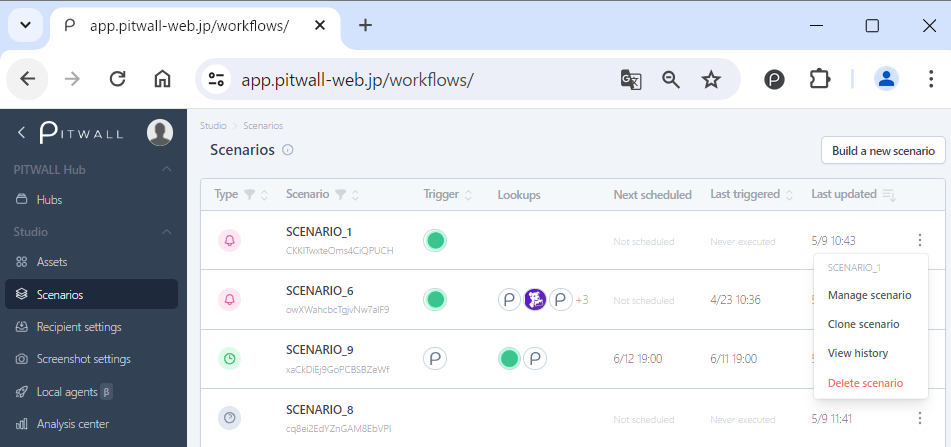 app.pitwall-web.jp/workflows/
app.pitwall-web.jp/workflows/
PITWALL
PITWALL Hub
Hubs
Studio
Assets
Scenarios
Recipient settings
Screenshot settings
Local agents β
Analysis center
Studio > Scenarios
Scenarios
Build a new scenario
Type Scenario Trigger Lookups Next scheduled Last triggered Last updated
SCENARIO_1 Not scheduled Never executed 5/9 10:43
SCENARIO_6 +3 Not scheduled 4/23 10:36
SCENARIO_9 6/12 19:00 6/11 19:00
SCENARIO_8 Not scheduled Never executed 5/9 11:41
cq8ei2EdYZnGAM8EbVPI
SCENARIO_1
Manage scenario
Clone scenario
View history
Delete scenario